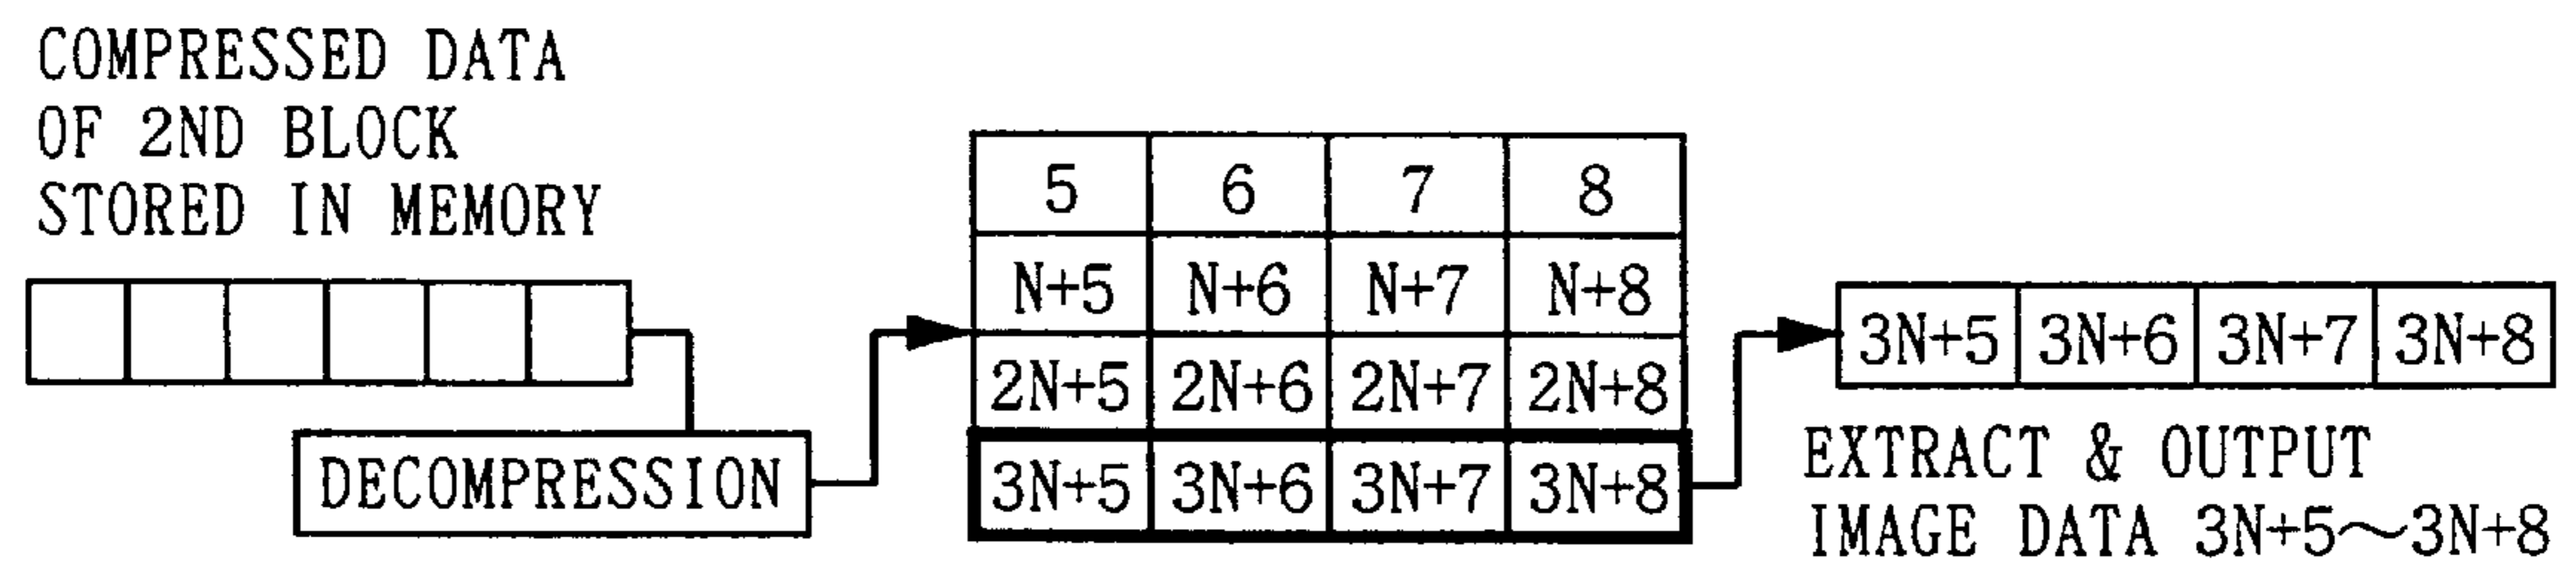 COMPRESSED DATA
OF 2ND BLOCK
STORED IN MEMORY
DECOMPRESSION
5 6 7 8
N+5 N+6 N+7 N+8
2N+5 2N+6 2N+7 2N+8
3N+5 3N+6 3N+7 3N+8
3N+5 3N+6 3N+7 3N+8
EXTRACT & OUTPUT
IMAGE DATA 3N+5～3N+8